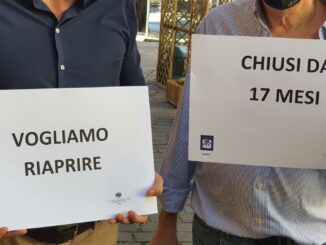 VOGLIAMO
RIAPRIRE
CHIUSI DA
17 MESI